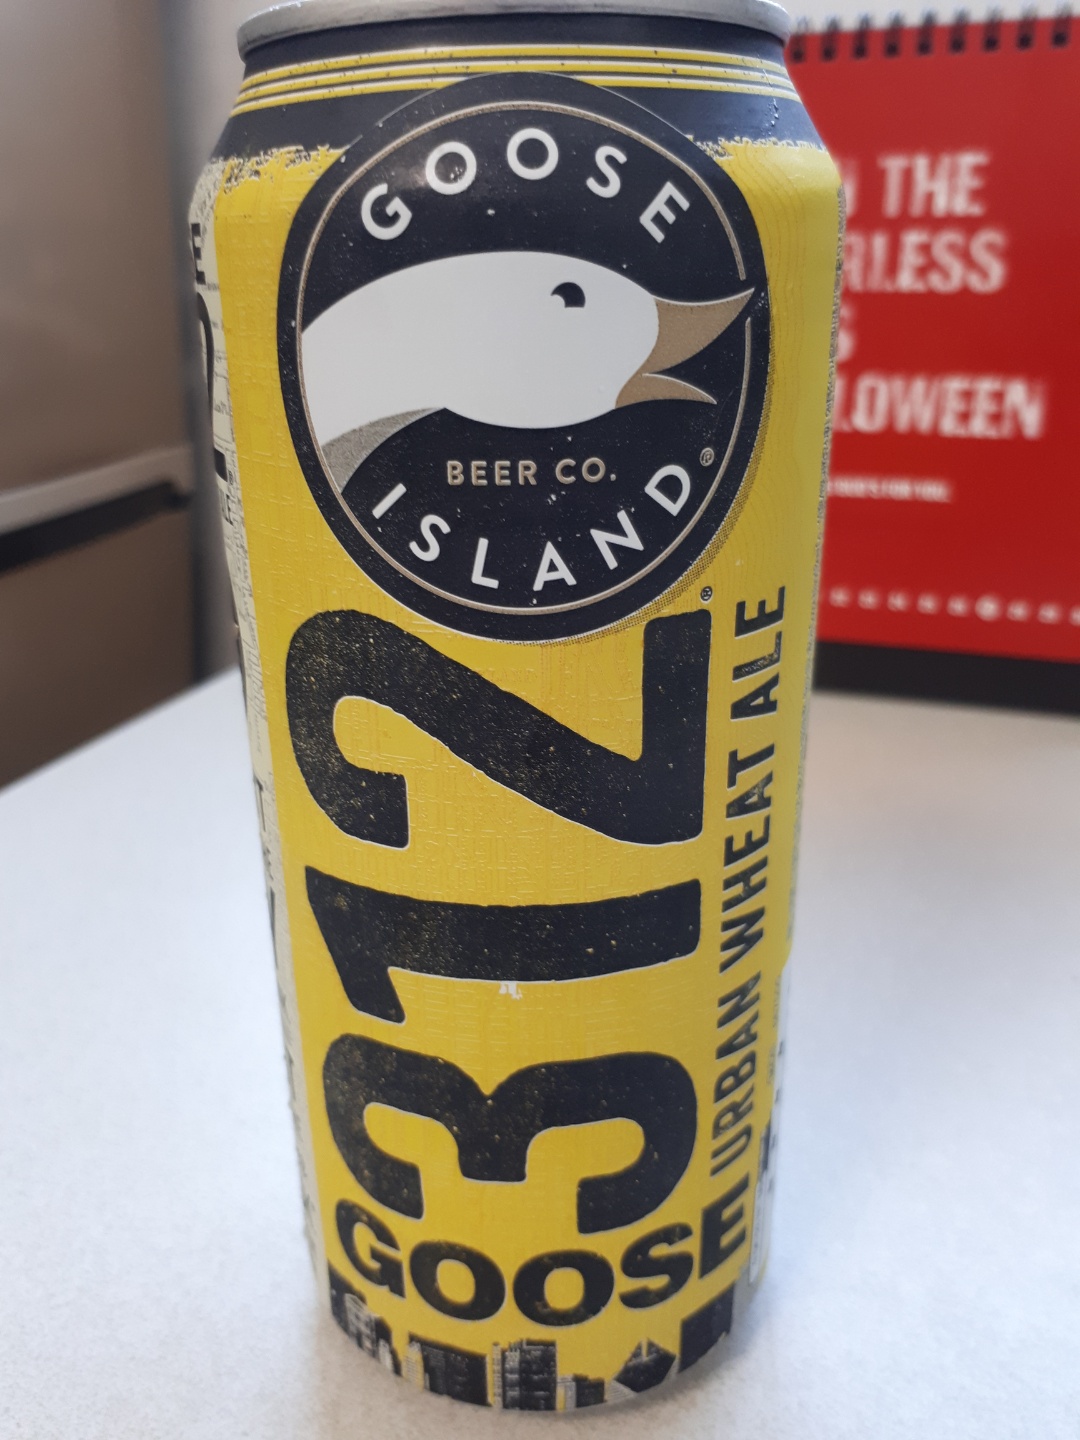 GOOSE
BEER CO.
ISLAND®
312®
URBAN WHEAT ALE
GOOSE
THE
RLESS
LOWEEN